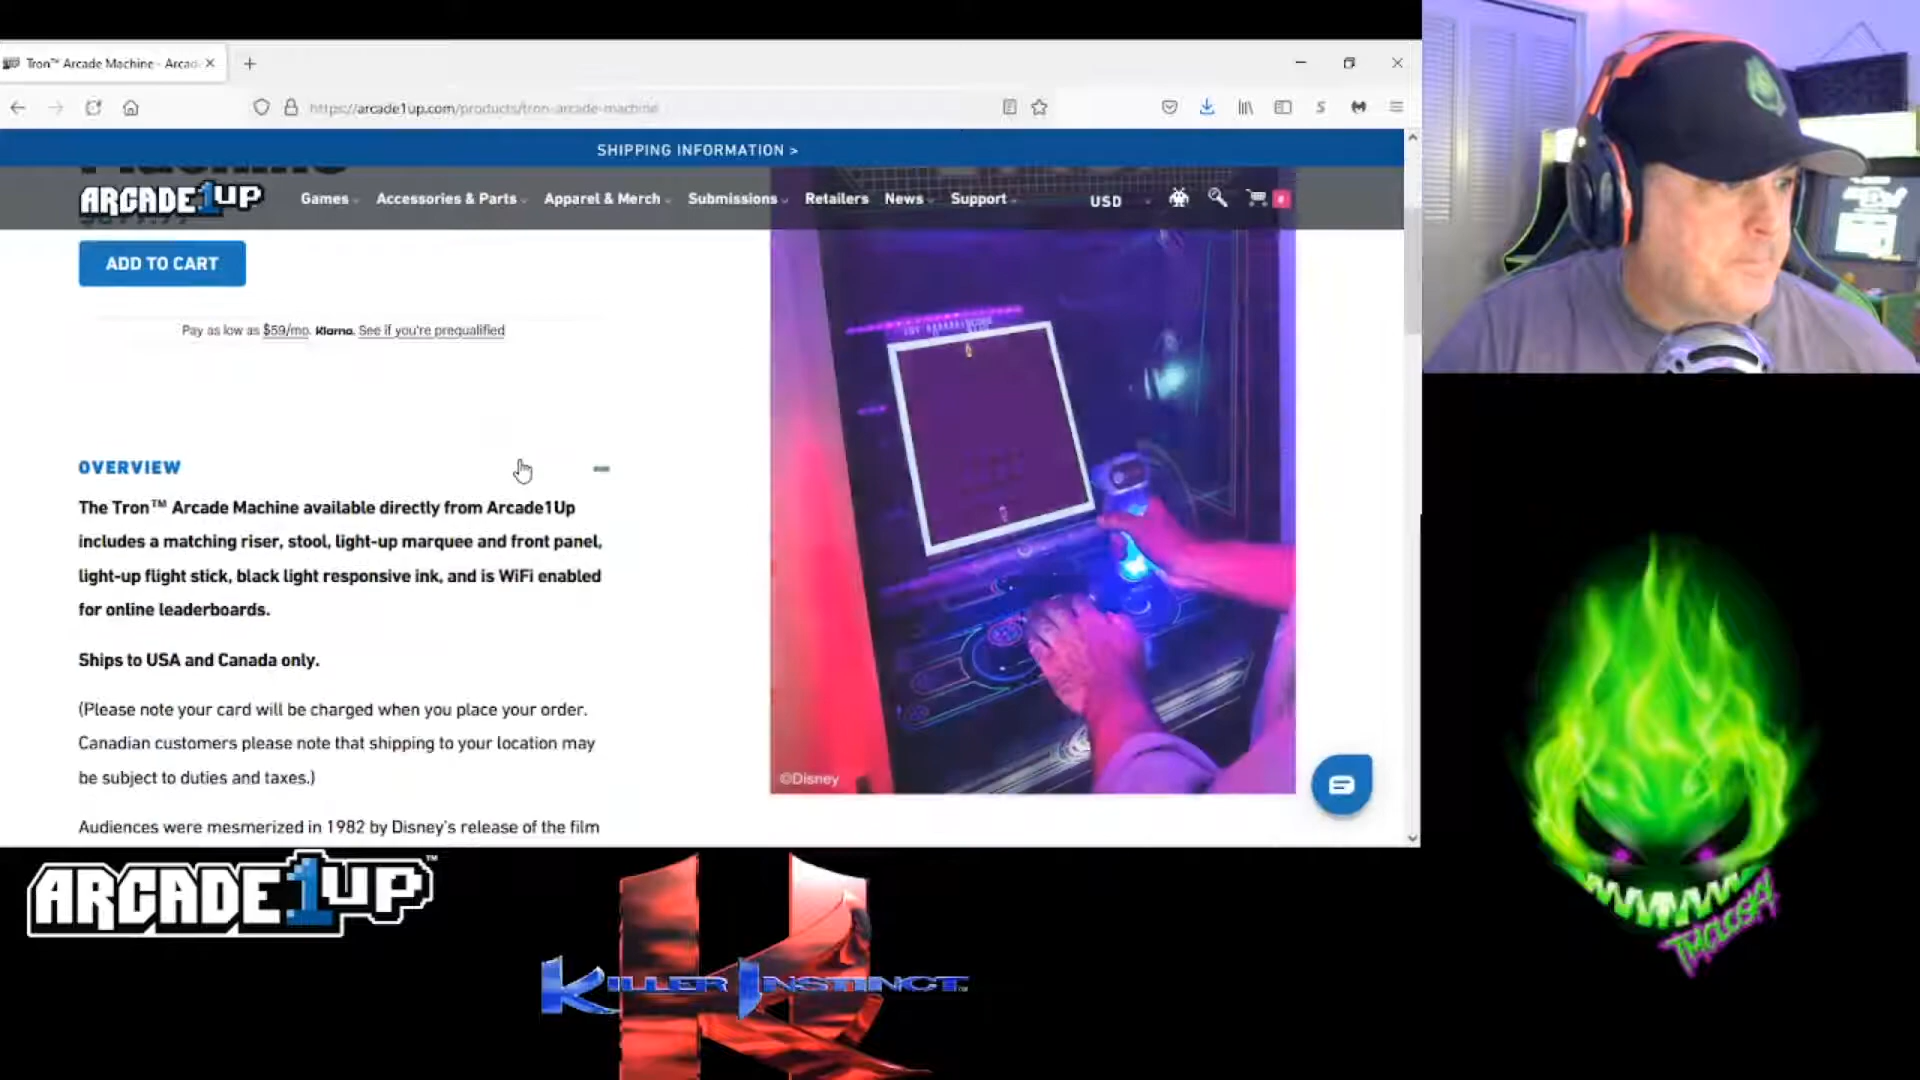 Tron™ Arcade Machine - Arcad
https://arcade1up.com/products/tron-arcade-machine
SHIPPING INFORMATION >
ARCADE1UP
Games
Accessories & Parts
Apparel & Merch
Submissions
Retailers
News
Support
USD
ADD TO CART
Pay as low as $59/mo. Klarna. See if you're prequalified
OVERVIEW
The Tron™ Arcade Machine available directly from Arcade1Up
includes a matching riser, stool, light-up marquee and front panel,
light-up flight stick, black light responsive ink, and is WiFi enabled
for online leaderboards.
Ships to USA and Canada only.
(Please note your card will be charged when you place your order.
Canadian customers please note that shipping to your location may
be subject to duties and taxes.)
Audiences were mesmerized in 1982 by Disney's release of the film
©Disney
ARCADE1UP™
KILLER INSTINCT